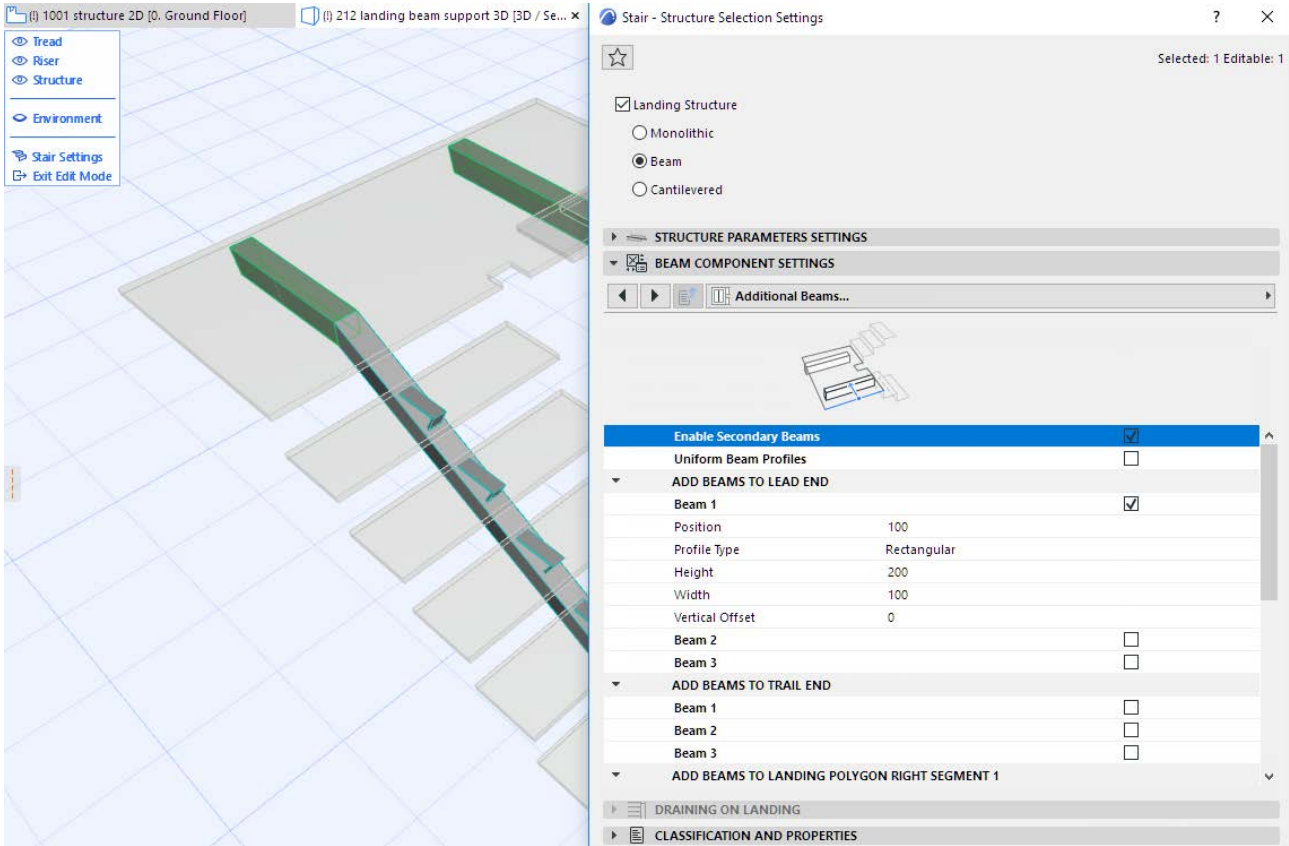 (!) 1001 structure 2D [0. Ground Floor]
(!) 212 landing beam support 3D [3D / Se...
Tread
Riser
Structure
Environment
Stair Settings
Exit Edit Mode
Stair - Structure Selection Settings
Selected: 1 Editable: 1
Landing Structure
Monolithic
Beam
Cantilevered
STRUCTURE PARAMETERS SETTINGS
BEAM COMPONENT SETTINGS
Additional Beams...
Enable Secondary Beams
Uniform Beam Profiles
ADD BEAMS TO LEAD END
Beam 1
Position 100
Profile Type Rectangular
Height 200
Width 100
Vertical Offset 0
Beam 2
Beam 3
ADD BEAMS TO TRAIL END
Beam 1
Beam 2
Beam 3
ADD BEAMS TO LANDING POLYGON RIGHT SEGMENT 1
DRAINING ON LANDING
CLASSIFICATION AND PROPERTIES